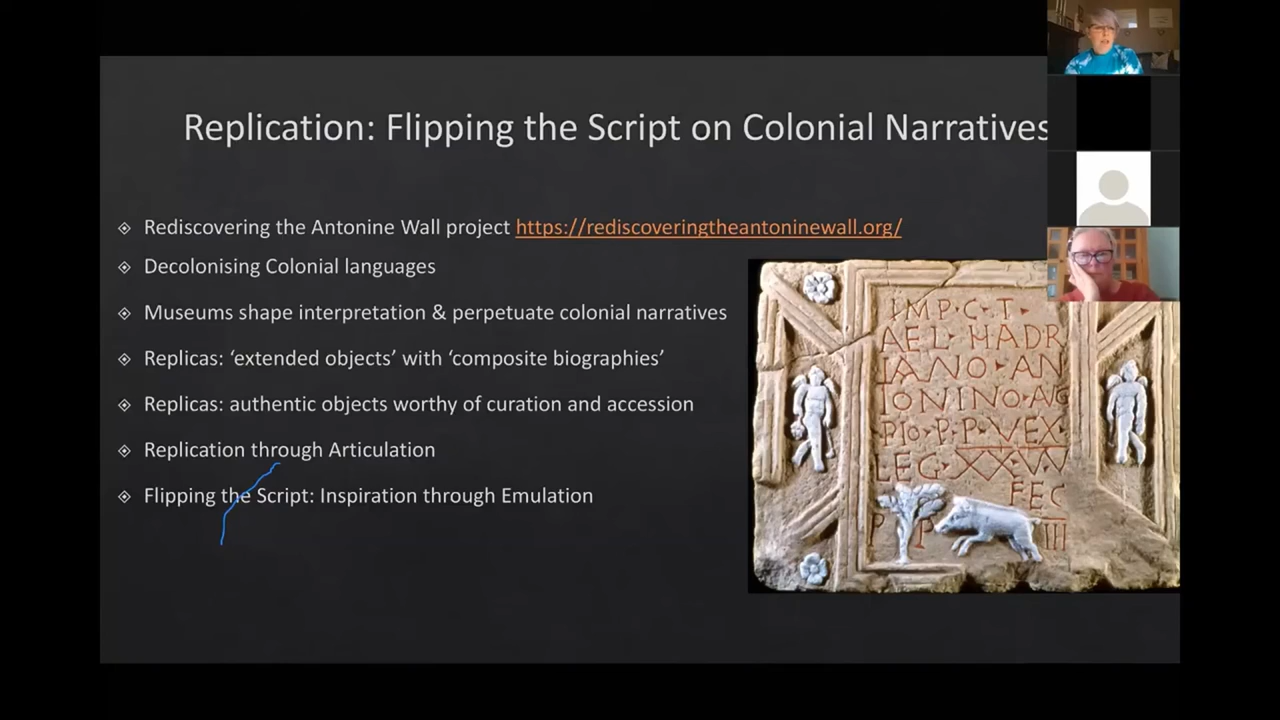 Replication: Flipping the Script on Colonial Narratives
Rediscovering the Antonine Wall project https://rediscoveringtheantoninewall.org/
Decolonising Colonial languages
Museums shape interpretation & perpetuate colonial narratives
Replicas: ‘extended objects’ with ‘composite biographies’
Replicas: authentic objects worthy of curation and accession
Replication through Articulation
Flipping the Script: Inspiration through Emulation
IMP·C·T·
AEL·HADR
IANO·AN
TONINO·AVG
PIO·P·P·VEX·
LEG·XX·VV
FEC
P P III